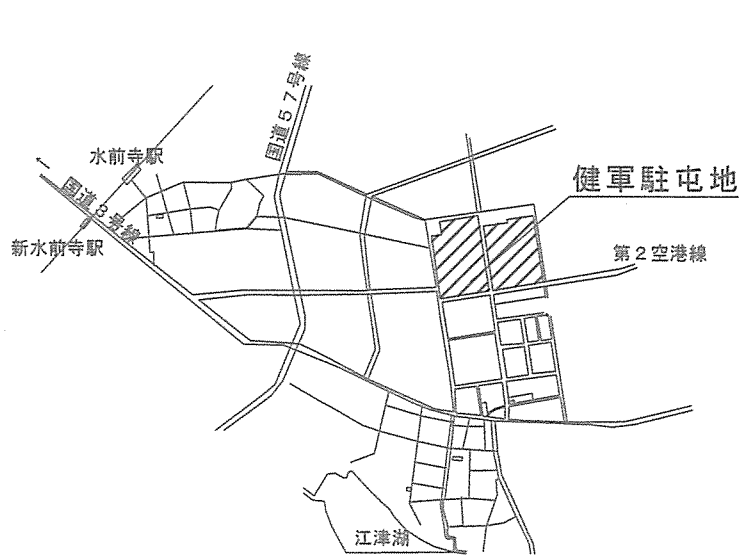 国道57号線
水前寺駅
健軍駐屯地
国道3号線
新水前寺駅
第2空港線
江津湖